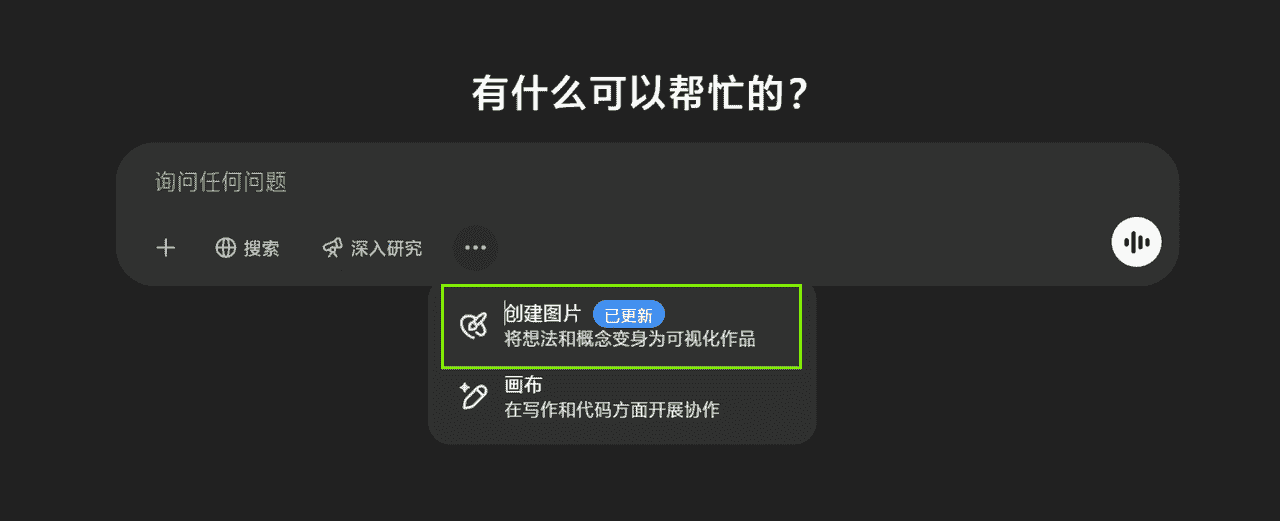 有什么可以帮忙的？
询问任何问题
搜索 深入研究
创建图片 已更新
将想法和概念变身为可视化作品
画布
在写作和代码方面开展协作